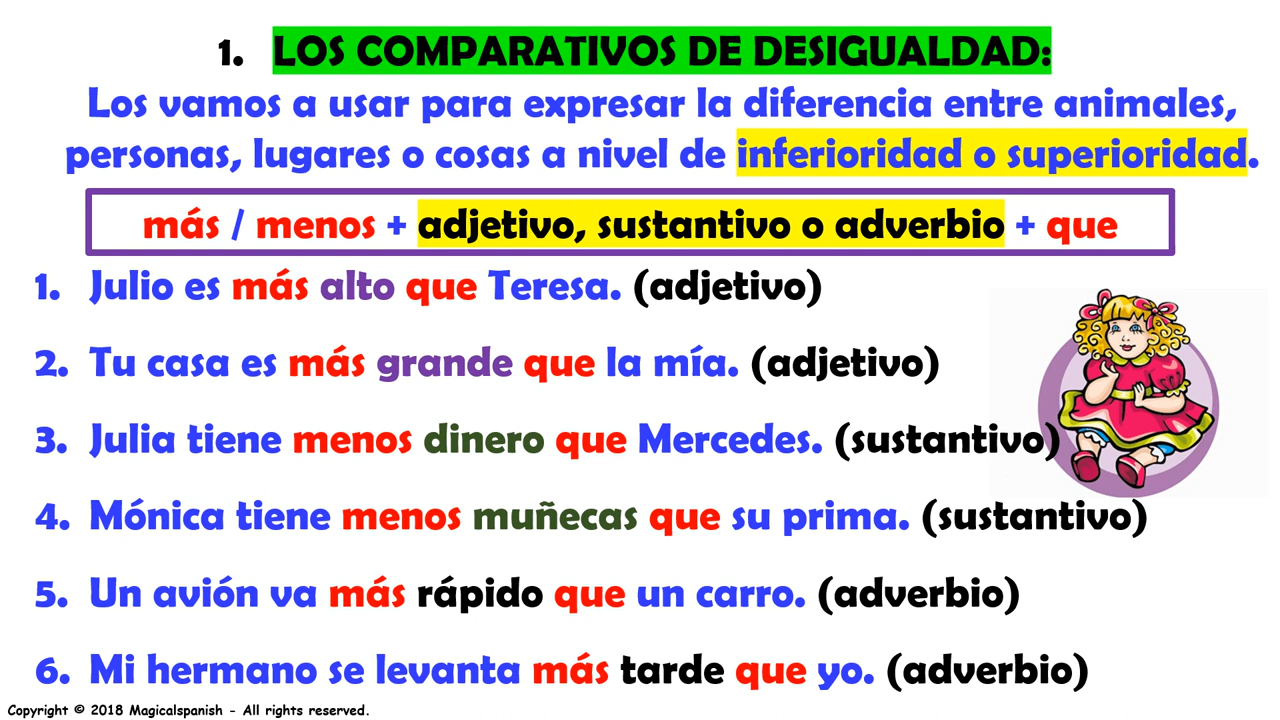 1. LOS COMPARATIVOS DE DESIGUALDAD:
Los vamos a usar para expresar la diferencia entre animales,
personas, lugares o cosas a nivel de inferioridad o superioridad.
más / menos + adjetivo, sustantivo o adverbio + que
1. Julio es más alto que Teresa. (adjetivo)
2. Tu casa es más grande que la mía. (adjetivo)
3. Julia tiene menos dinero que Mercedes. (sustantivo)
4. Mónica tiene menos muñecas que su prima. (sustantivo)
5. Un avión va más rápido que un carro. (adverbio)
6. Mi hermano se levanta más tarde que yo. (adverbio)
Copyright © 2018 Magicalspanish - All rights reserved.